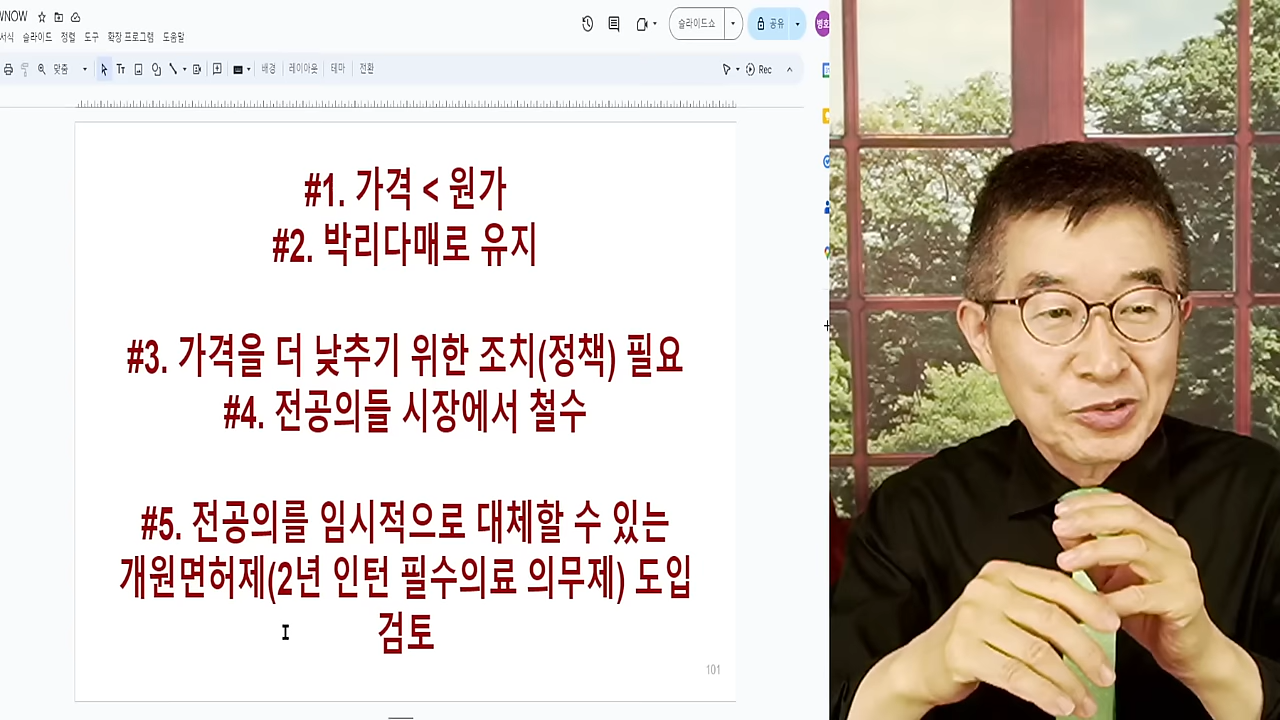 WNOW
서식 슬라이드 정렬 도구 확장 프로그램 도움말
슬라이드쇼
공유
병호
맞춤
배경 레이아웃 테마 전환
Rec
#1. 가격 < 원가
#2. 박리다매로 유지
#3. 가격을 더 낮추기 위한 조치(정책) 필요
#4. 전공의들 시장에서 철수
#5. 전공의를 임시적으로 대체할 수 있는
개원면허제(2년 인턴 필수의료 의무제) 도입
검토
101